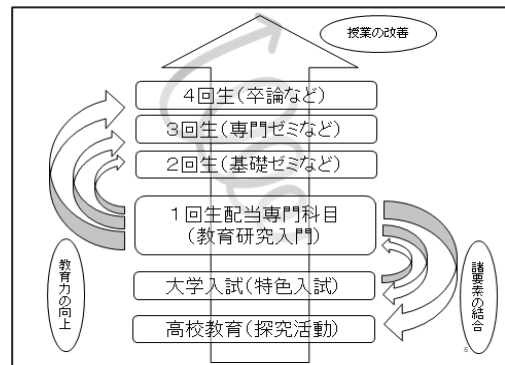 授業の改善
4回生(卒論など)
3回生(専門ゼミなど)
2回生(基礎ゼミなど)
1回生配当専門科目
(教育研究入門)
大学入試(特色入試)
高校教育(探究活動)
教育力の向上
諸要素の結合
6